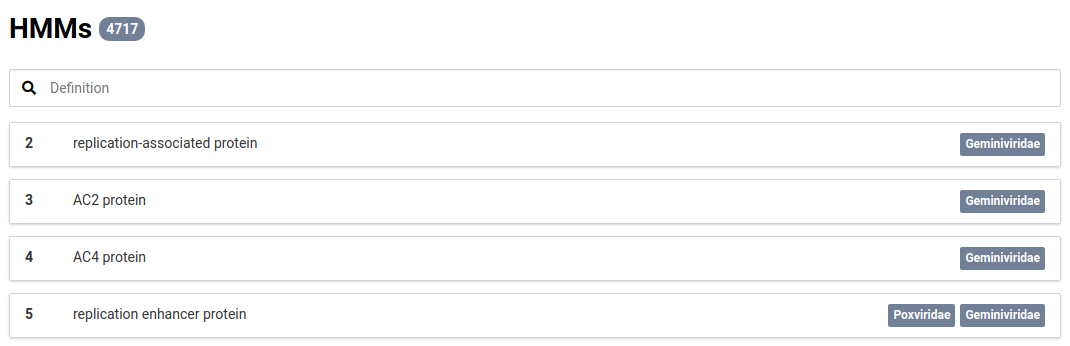 HMMs 4717
Definition
2 replication-associated protein Geminiviridae
3 AC2 protein Geminiviridae
4 AC4 protein Geminiviridae
5 replication enhancer protein Poxviridae Geminiviridae